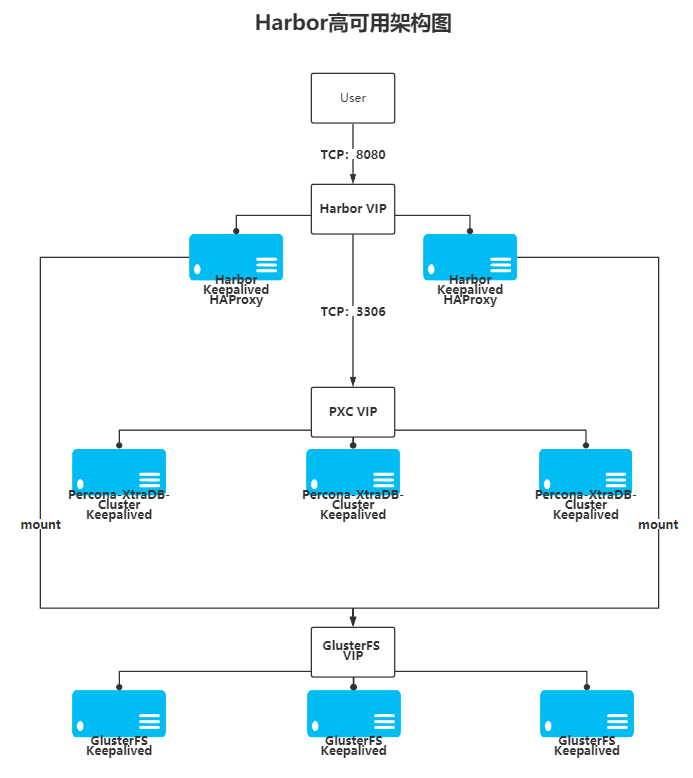 Harbor高可用架构图
User
TCP：8080
Harbor VIP
Harbor
Keepalived
HAProxy
Harbor
Keepalived
HAProxy
TCP：3306
PXC VIP
Percona-XtraDB-
Cluster
Keepalived
Percona-XtraDB-
Cluster
Keepalived
Percona-XtraDB-
Cluster
Keepalived
mount
mount
GlusterFS
VIP
GlusterFS
Keepalived
GlusterFS
Keepalived
GlusterFS
Keepalived